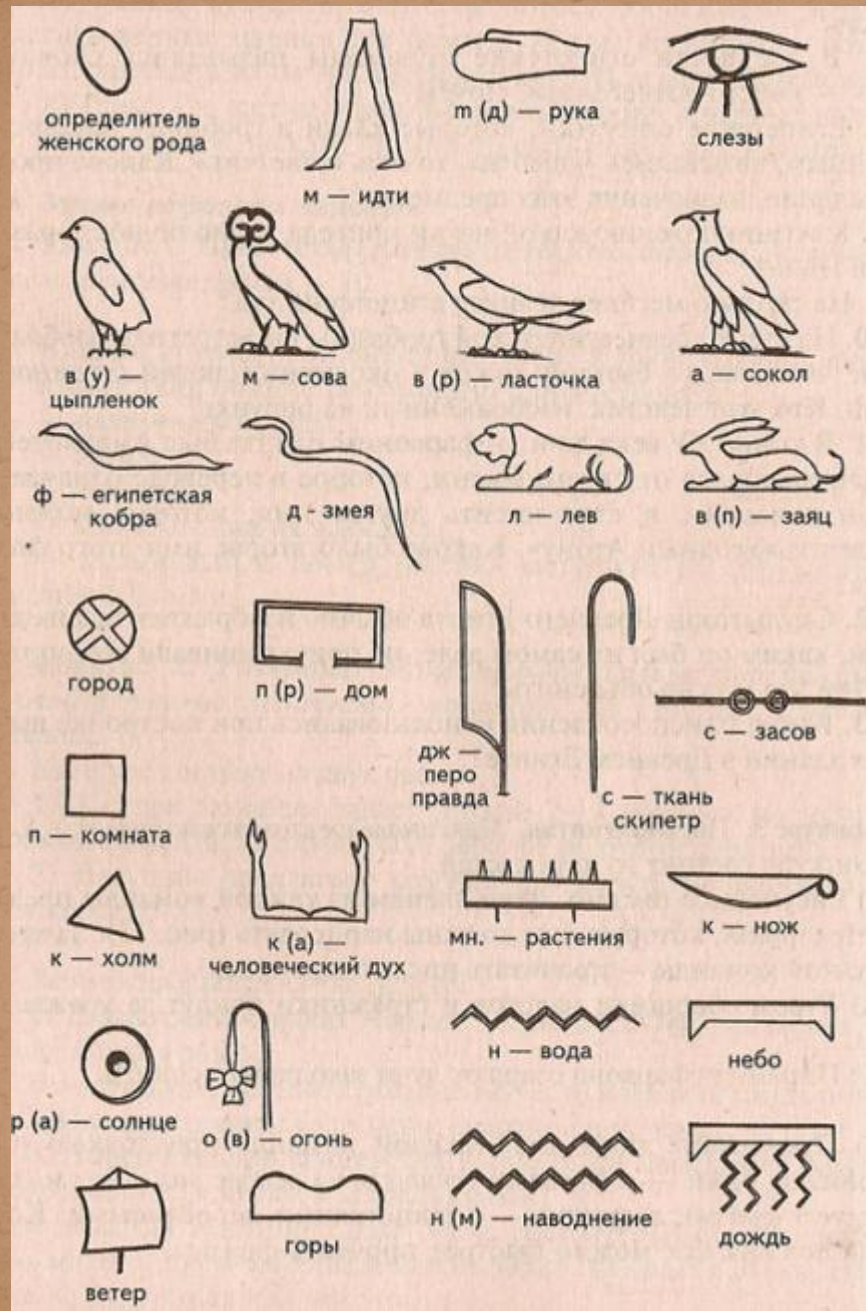 определитель
женского рода
м — идти
т (д) — рука
слезы
в (у)
цыпленок
м — сова
в (р) — ласточка
а — сокол
ф — египетская
кобра
д - змея
л — лев
в (п) — заяц
город
п (р) — дом
дж —
перо
правда
с — ткань
скипетр
с — засов
п — комната
к — холм
к (а) —
человеческий дух
мн. — растения
к — нож
р (а) — солнце
о (в) — огонь
н — вода
небо
ветер
горы
н (м) — наводнение
дождь